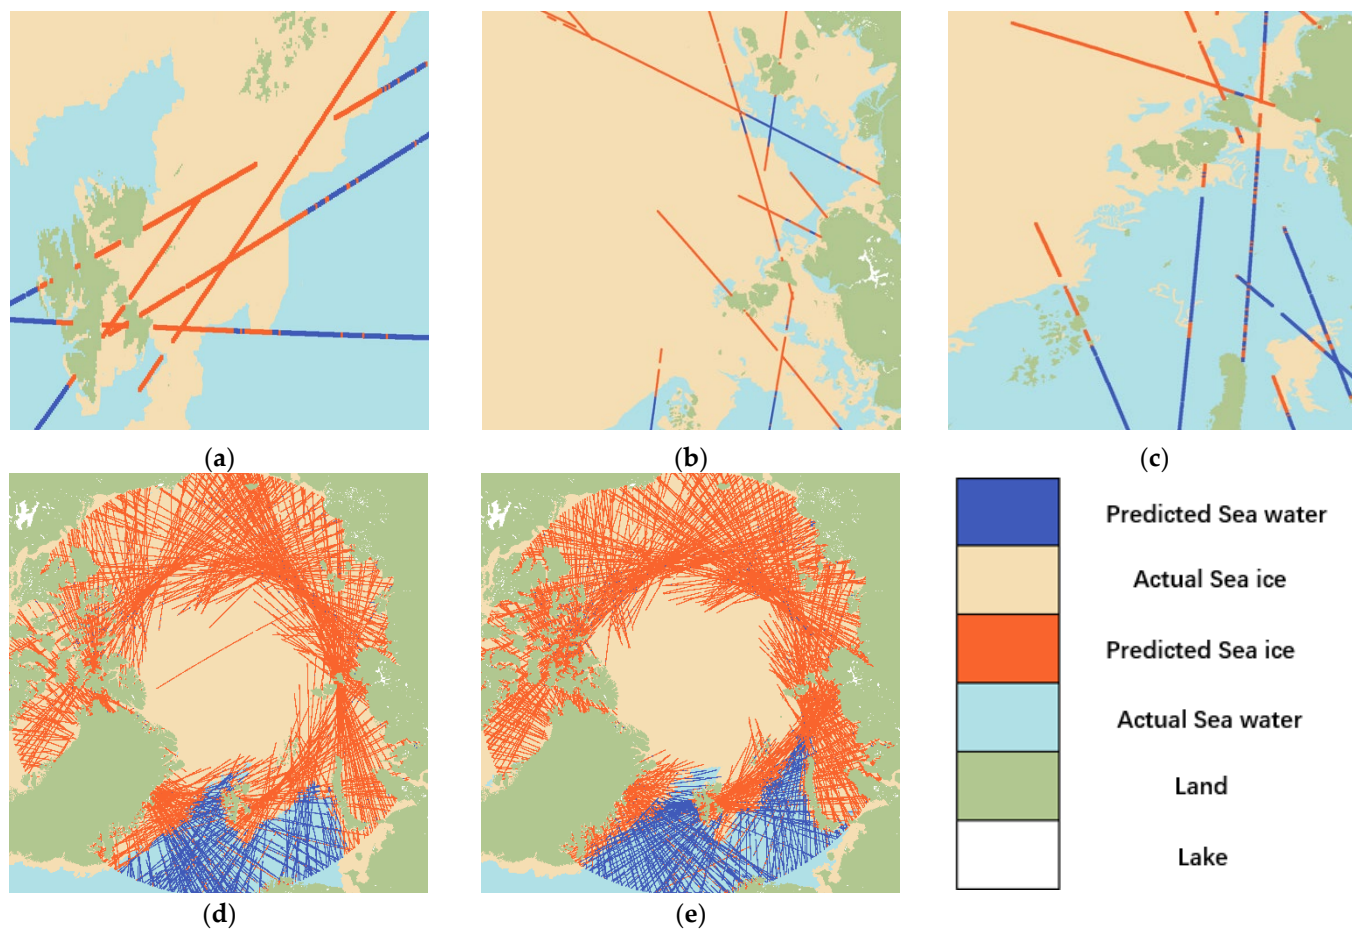 (a)
(b)
(c)
Predicted Sea water
Actual Sea ice
Predicted Sea ice
Actual Sea water
Land
Lake
(d)
(e)